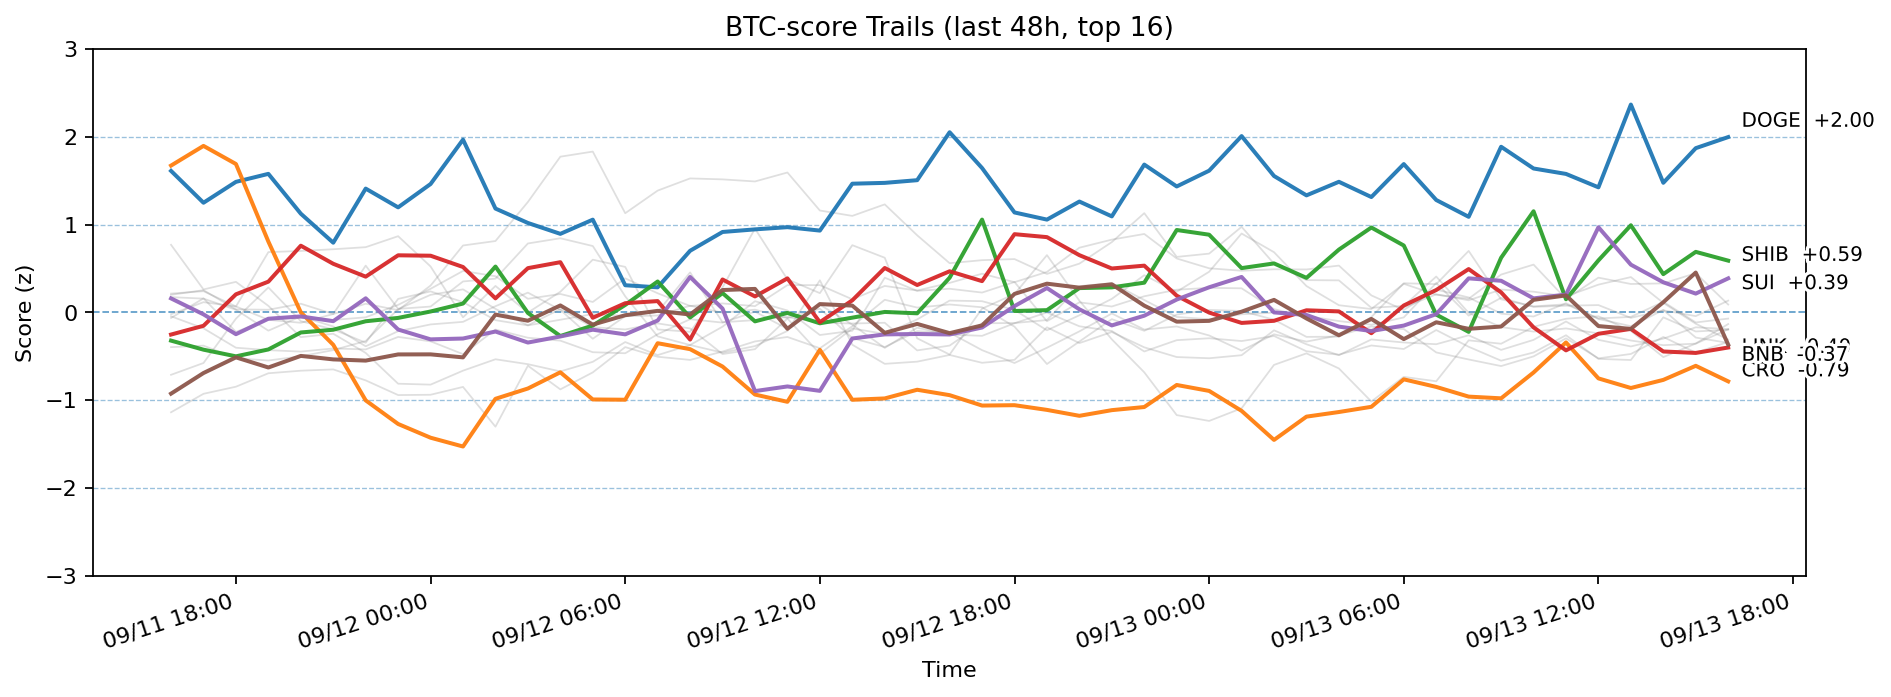 BTC-score Trails (last 48h, top 16)
Score (z)
3
2
1
0
−1
−2
−3
DOGE +2.00
SHIB +0.59
SUI +0.39
BNB -0.37
CRO -0.79
09/11 18:00
09/12 00:00
09/12 06:00
09/12 12:00
09/12 18:00
09/13 00:00
09/13 06:00
09/13 12:00
09/13 18:00
Time